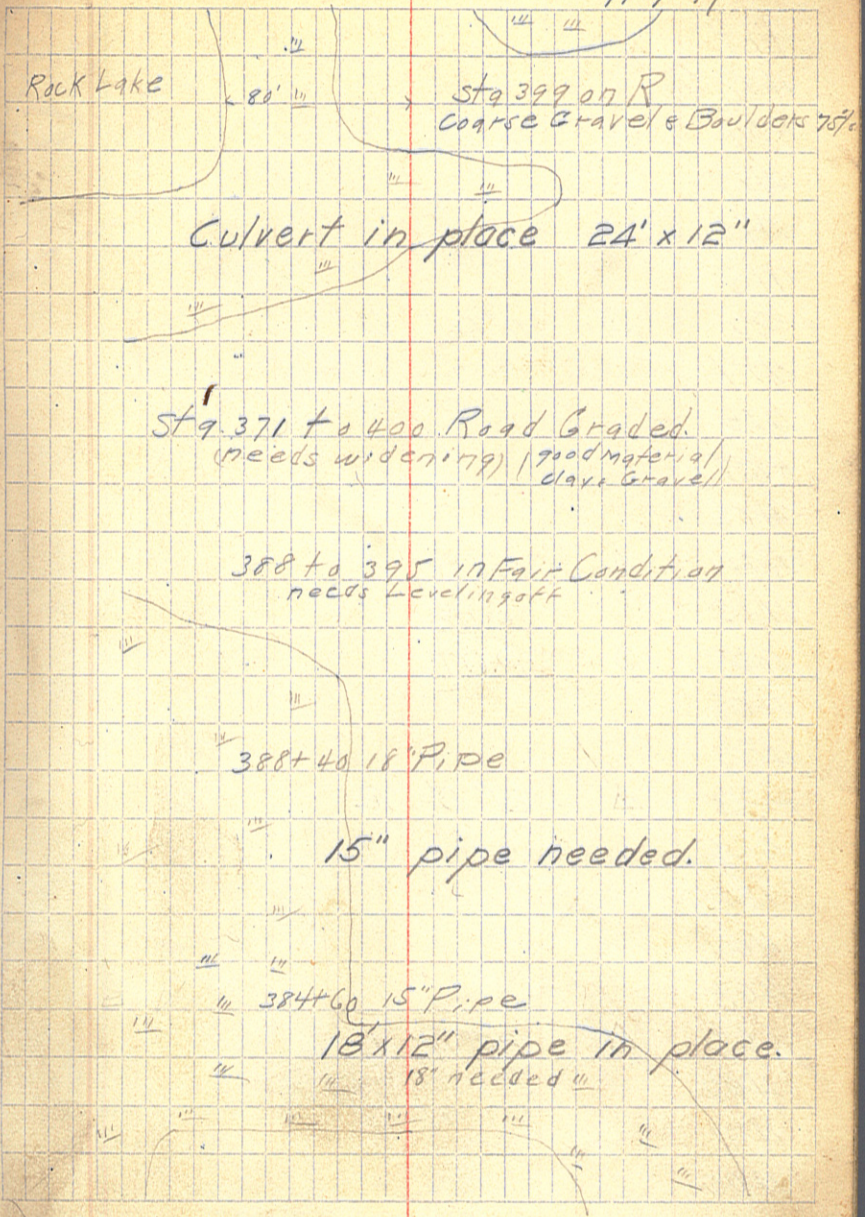 Rock Lake
80'
Sta 399 on R
Coarse Gravel & Boulders 75%
Culvert in place 24' x 12"
Sta. 371 to 400 Road Graded.
(needs widening) (good material
Clay & Gravel)
388 to 395 in Fair Condition
needs Leveling off
388+40 18" Pipe
15" pipe needed.
384+60 15" Pipe
18'x12" pipe in place.
18" needed